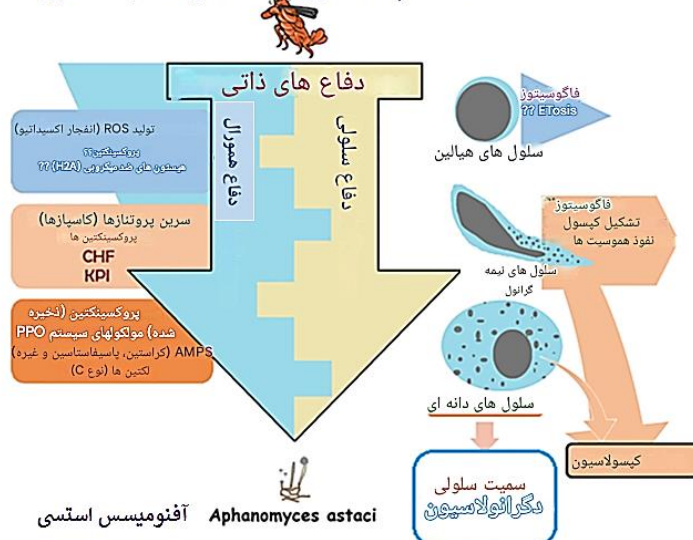 دفاع های ذاتی
دفاع همورال
دفاع سلولی
تولید ROS (انفجار اکسیداتیو)
پروکسینکتین??
هیستون های ضد میکروبی (H2A) ??
سرین پروتئازها (کاسپازها)
پروکسینکتین ها
CHF
KPI
پروکسینکتین (ذخیره
شده) مولکولهای سیستم PPO
AMPS (کراستین، پاسیفاستاسین و غیره)
لکتین ها (نوع C)
فاگوسیتوز
?? ETosis
سلول های هیالین
فاگوسیتوز
تشکیل کپسول
نفوذ هموسیت ها
سلول های نیمه
گرانول
سلول های دانه ای
کپسولاسیون
سمیت سلولی
دگرانولاسیون
آفنومیسس استسی Aphanomyces astaci